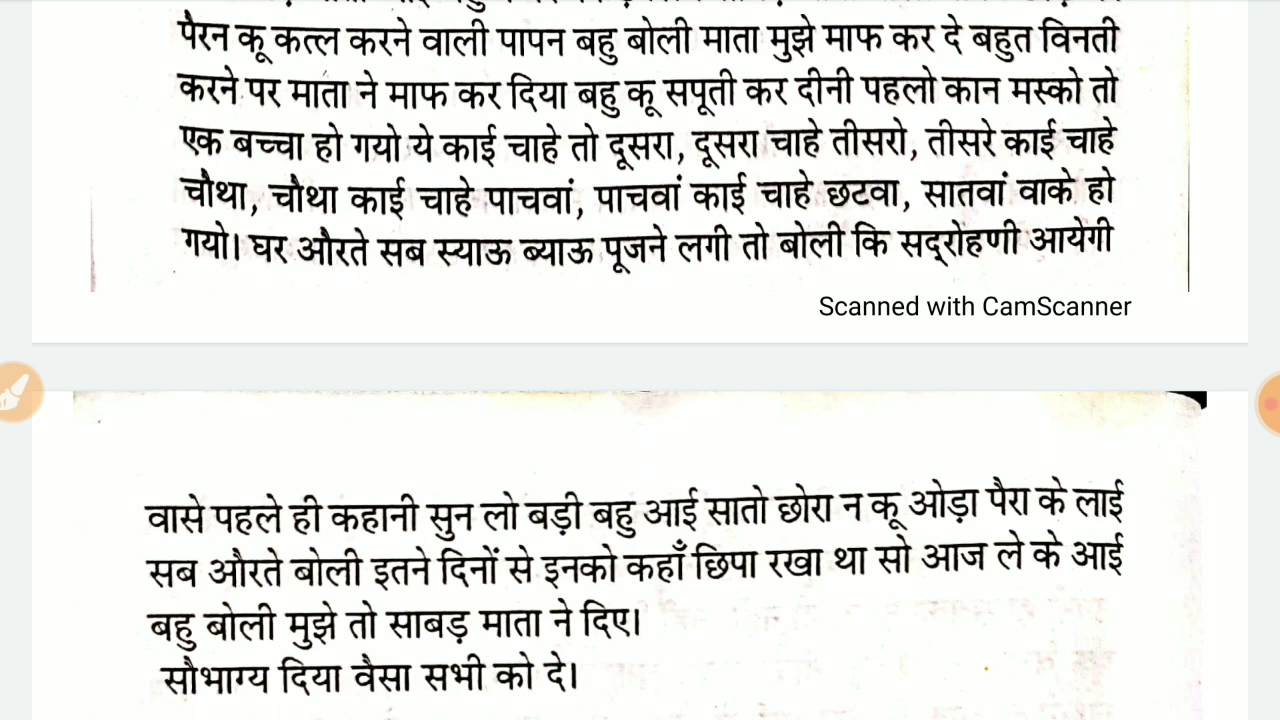 पैरन कू कत्ल करने वाली पापन बहु बोली माता मुझे माफ कर दे बहुत विनती
करने पर माता ने माफ कर दिया बहु कू सपूती कर दीनी पहलो कान मस्को तो
एक बच्चा हो गयो ये काई चाहे तो दूसरा, दूसरा चाहे तीसरो, तीसरे काई चाहे
चौथा, चौथा काई चाहे पाचवां, पाचवां काई चाहे छटवा, सातवां वाके हो
गयो। घर औरते सब स्याऊ ब्याऊ पूजने लगी तो बोली कि सद्रोहणी आयेगी
Scanned with CamScanner
वासे पहले ही कहानी सुन लो बड़ी बहु आई सातो छोरा न कू ओड़ा पैरा के लाई
सब औरते बोली इतने दिनों से इनको कहाँ छिपा रखा था सो आज ले के आई
बहु बोली मुझे तो साबड़ माता ने दिए।
सौभाग्य दिया वैसा सभी को दे।